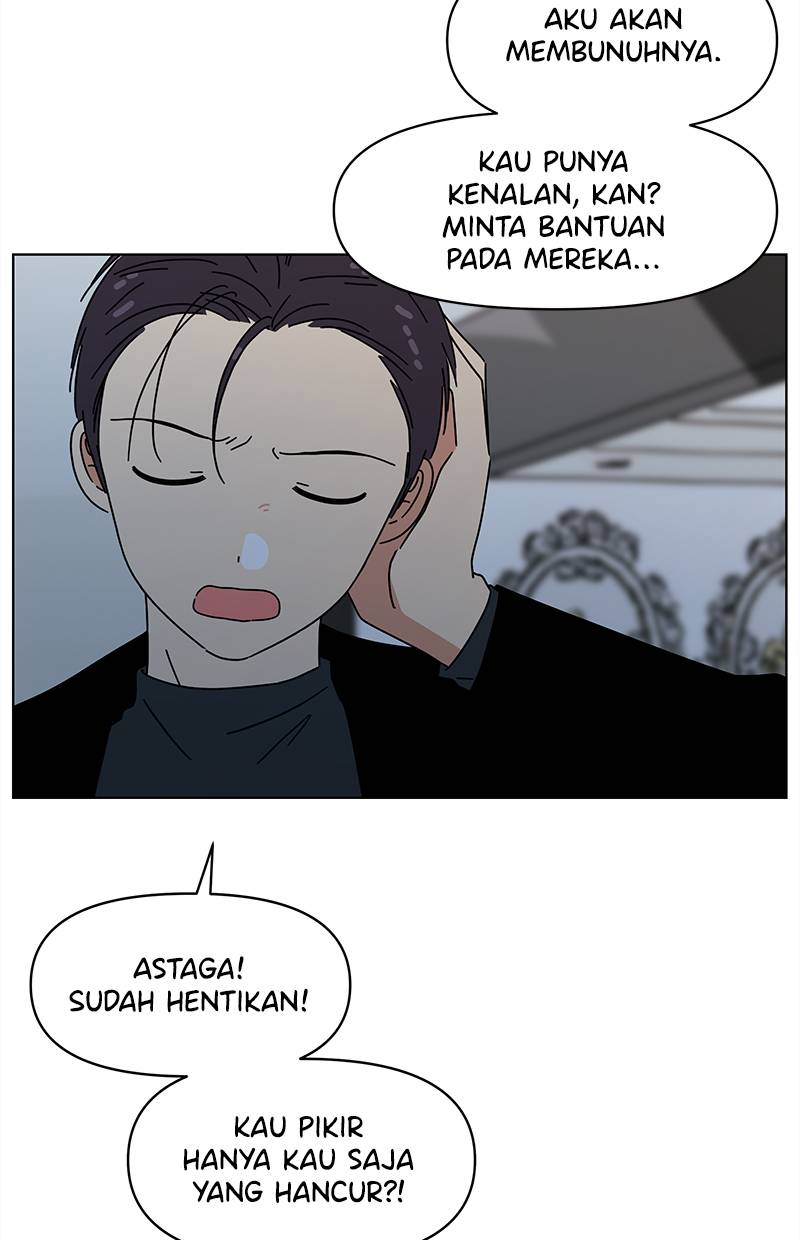 AKU AKAN
MEMBUNUHNYA.
KAU PUNYA
KENALAN, KAN?
MINTA BANTUAN
PADA MEREKA...
ASTAGA!
SUDAH HENTIKAN!
KAU PIKIR
HANYA KAU SAJA
YANG HANCUR?!